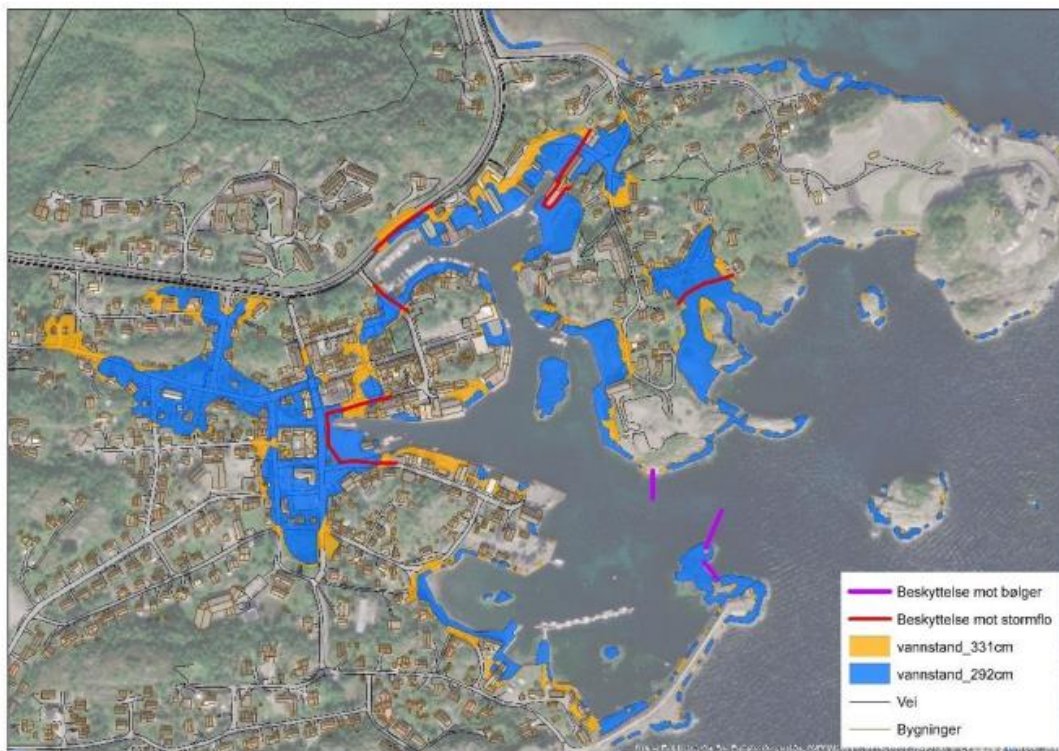 Beskyttelse mot bølger
Beskyttelse mot stormflo
vannstand_331cm
vannstand_292cm
Vei
Bygninger